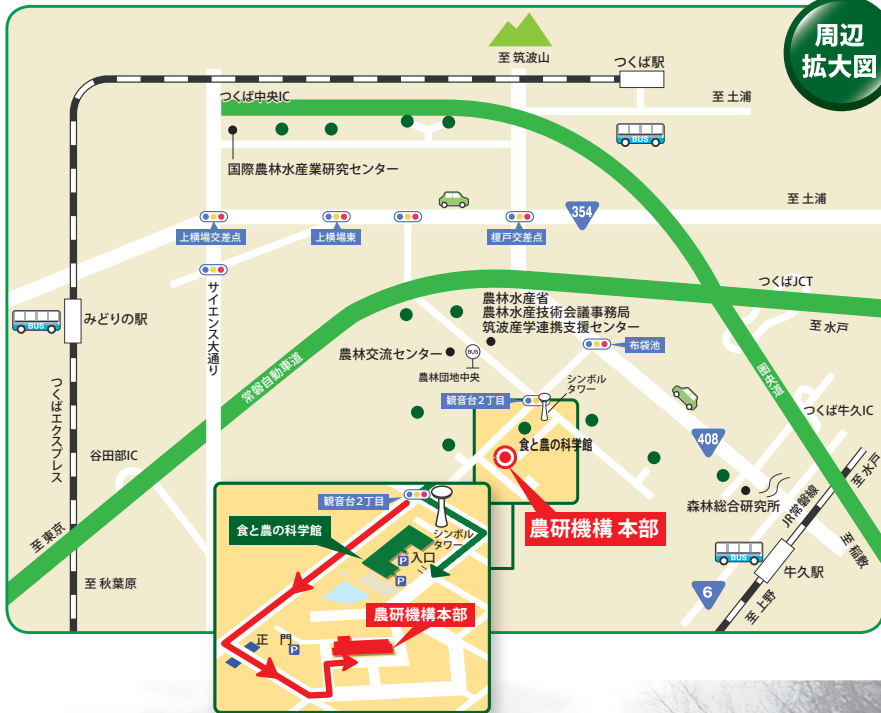 周辺
拡大図
至 筑波山
つくば駅
つくば中央IC
至 土浦
BUS
国際農林水産業研究センター
至 土浦
354
上横場交差点
上横場東
榎戸交差点
サイエンス大通り
つくばJCT
農林水産省
農林水産技術会議事務局
筑波産学連携支援センター
みどりの駅
BUS
至 水戸
布袋池
農林交流センター
BUS
農林団地中央
常磐自動車道
圏央道
シンボル
タワー
観音台2丁目
つくばエクスプレス
つくば牛久IC
408
食と農の科学館
谷田部IC
至 水戸
森林総合研究所
JR常磐線
農研機構 本部
至 東京
至 稲敷
BUS
牛久駅
至 秋葉原
6
至 上野
観音台2丁目
食と農の科学館
シンボル
タワー
P
入口
P
農研機構本部
正 門
P